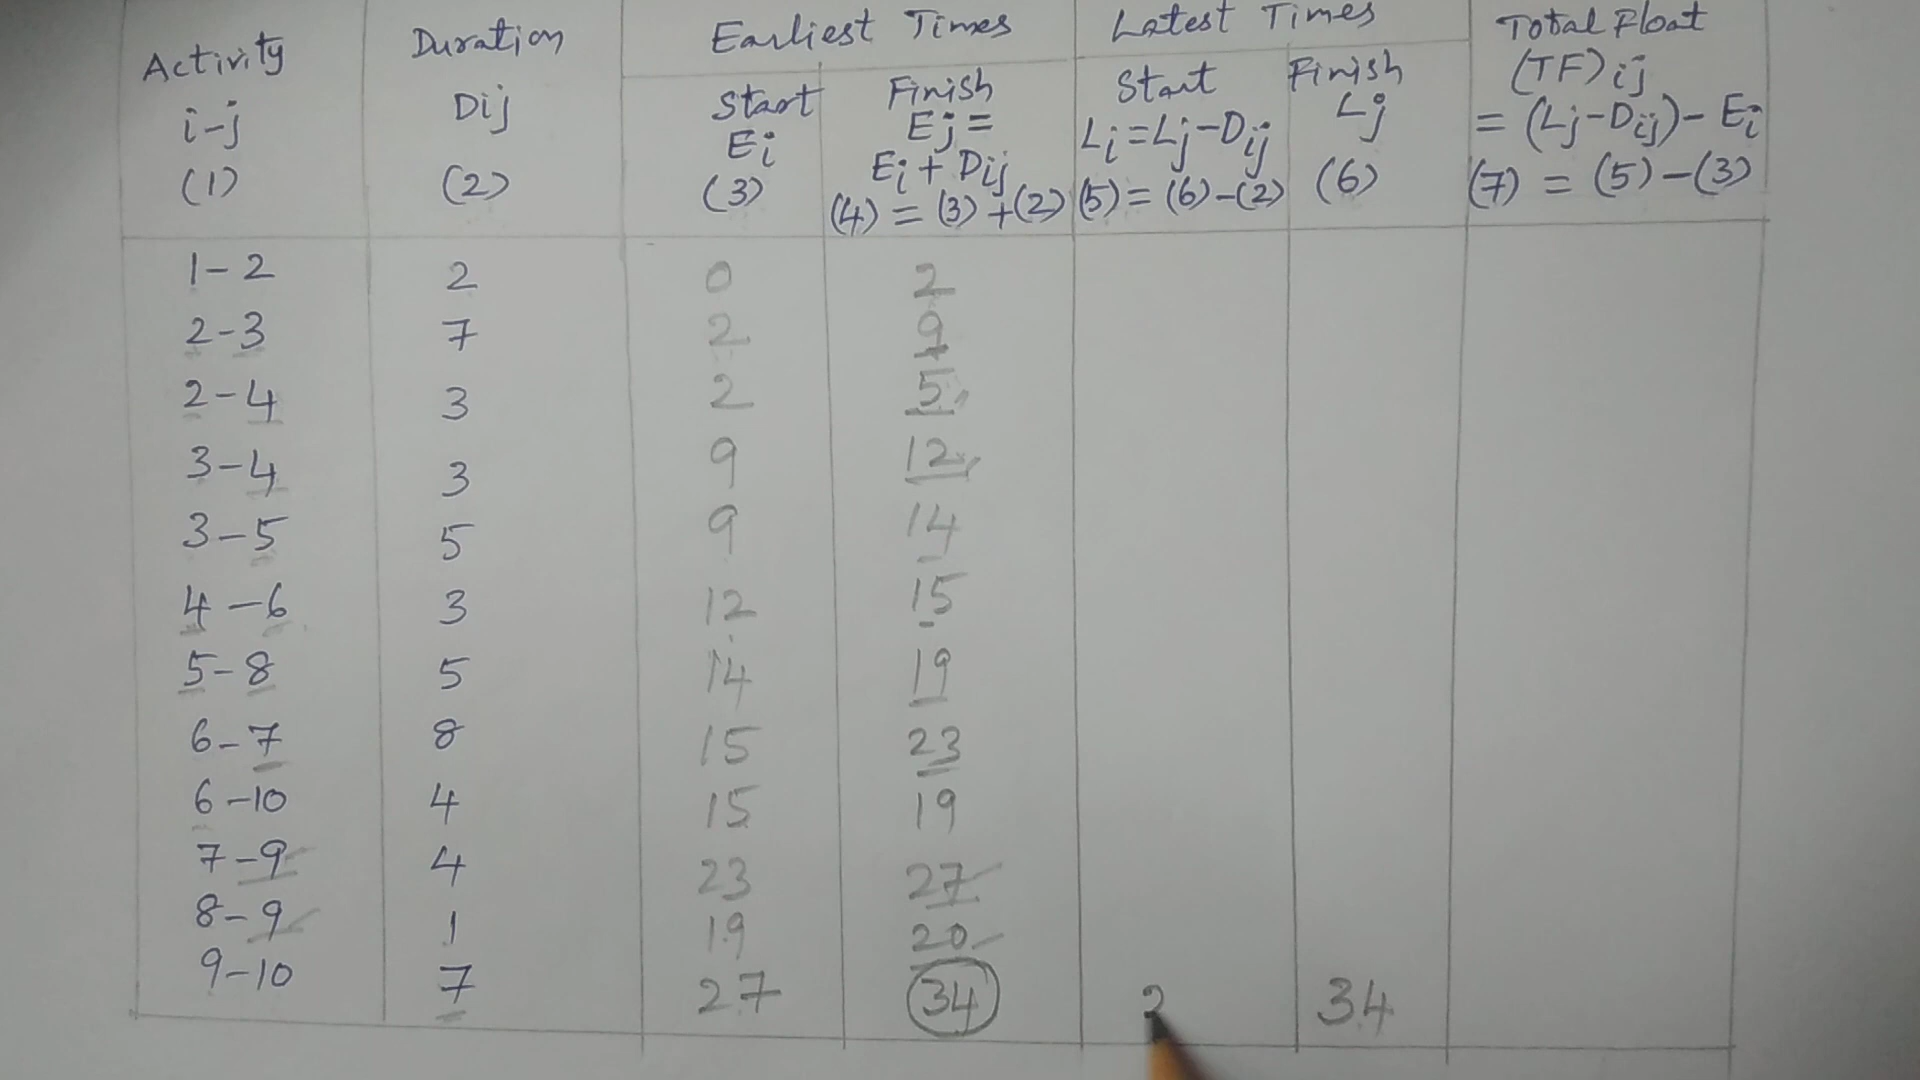 Activity Duration Earliest Times Latest Times Total Float
i-j Dij Start Finish Start Finish (TF)ij
(1) (2) Ei Ej = Li=Lj-Dij Lj = (Lj-Dij)- Ei
(3) Ei + Dij (5)= (6)-(2) (6) (7) = (5)-(3)
(4) = (3)+(2)
1-2 2 0 2
2-3 7 2 9
2-4 3 2 5
3-4 3 9 12
3-5 5 9 14
4-6 3 12 15
5-8 5 14 19
6-7 8 15 23
6-10 4 15 19
7-9 4 23 27
8-9 1 19 20
9-10 7 27 34 2 34